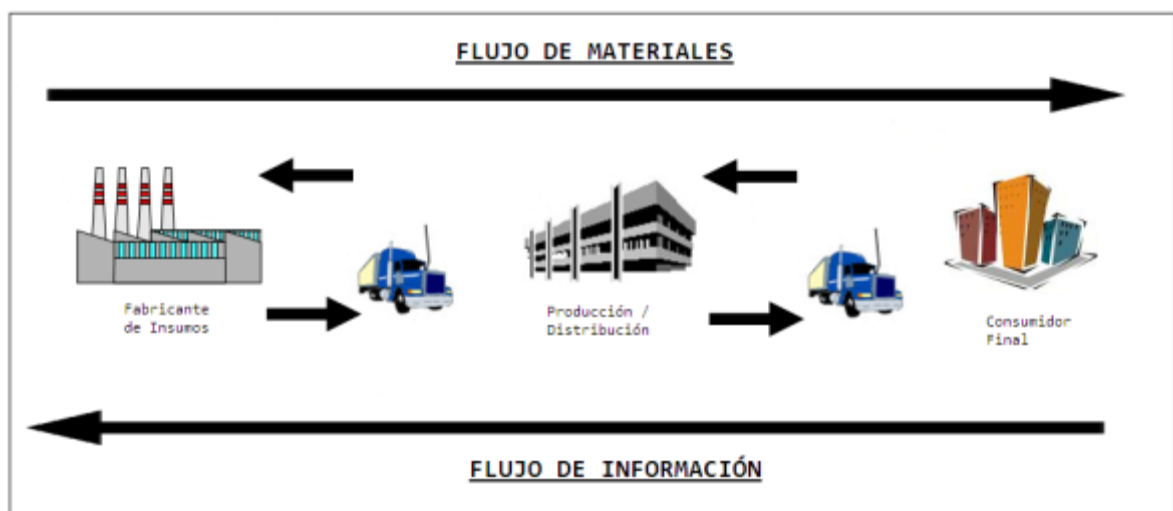 FLUJO DE MATERIALES
Fabricante
de Insumos
Producción /
Distribución
Consumidor
Final
FLUJO DE INFORMACIÓN